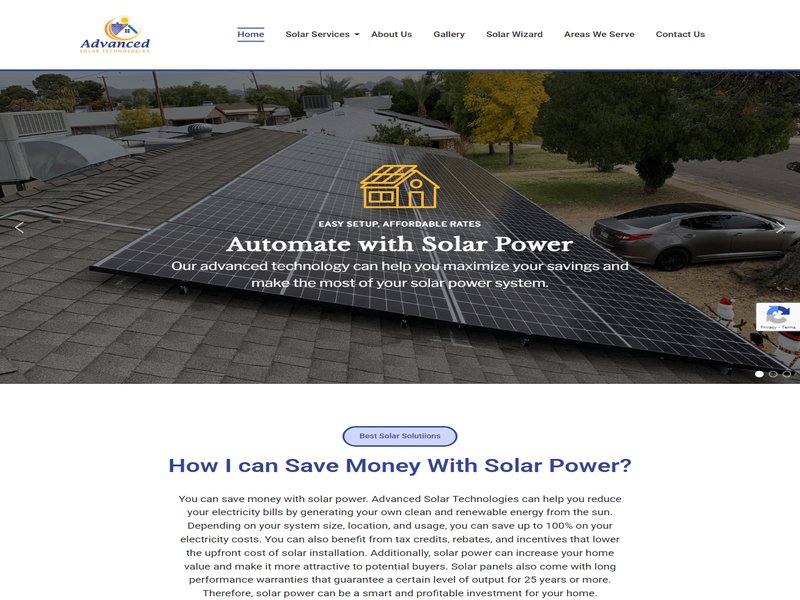 Advanced
SOLAR TECHNOLOGIES
Home
Solar Services
About Us
Gallery
Solar Wizard
Areas We Serve
Contact Us
EASY SETUP, AFFORDABLE RATES
Automate with Solar Power
Our advanced technology can help you maximize your savings and
make the most of your solar power system.
Privacy - Terms
Best Solar Solutiions
How I can Save Money With Solar Power?
You can save money with solar power. Advanced Solar Technologies can help you reduce
your electricity bills by generating your own clean and renewable energy from the sun.
Depending on your system size, location, and usage, you can save up to 100% on your
electricity costs. You can also benefit from tax credits, rebates, and incentives that lower
the upfront cost of solar installation. Additionally, solar power can increase your home
value and make it more attractive to potential buyers. Solar panels also come with long
performance warranties that guarantee a certain level of output for 25 years or more.
Therefore, solar power can be a smart and profitable investment for your home.